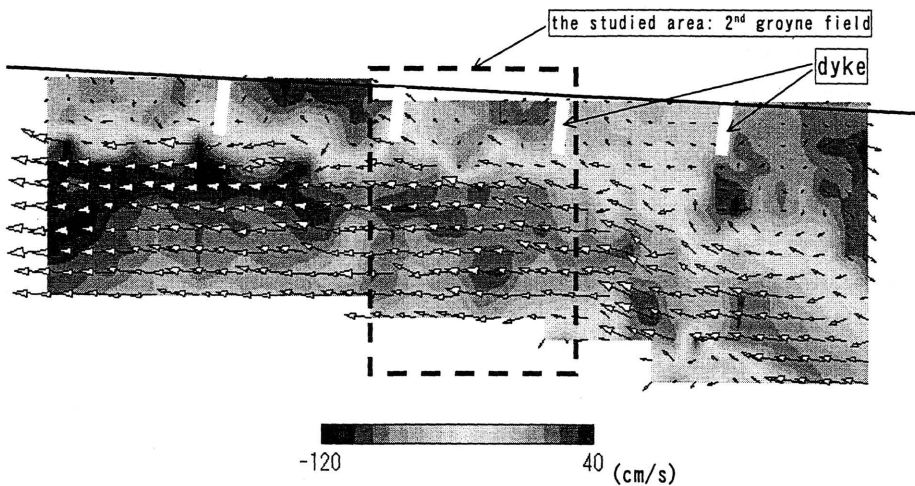 the studied area: 2nd groyne field
dyke
-120
40
(cm/s)